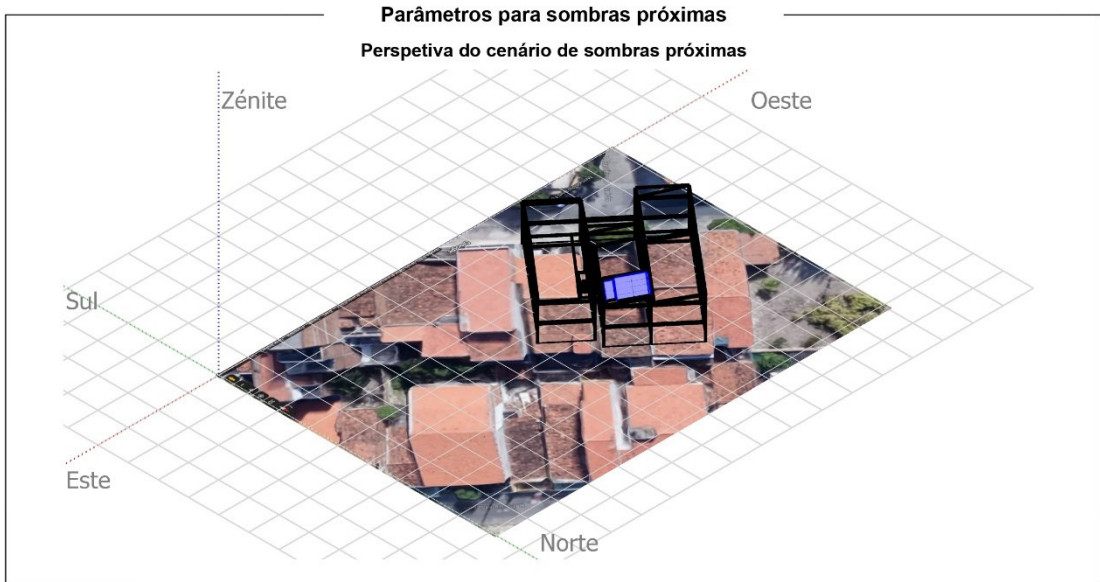 Parâmetros para sombras próximas
Perspetiva do cenário de sombras próximas
Zénite
Oeste
Sul
Este
Norte